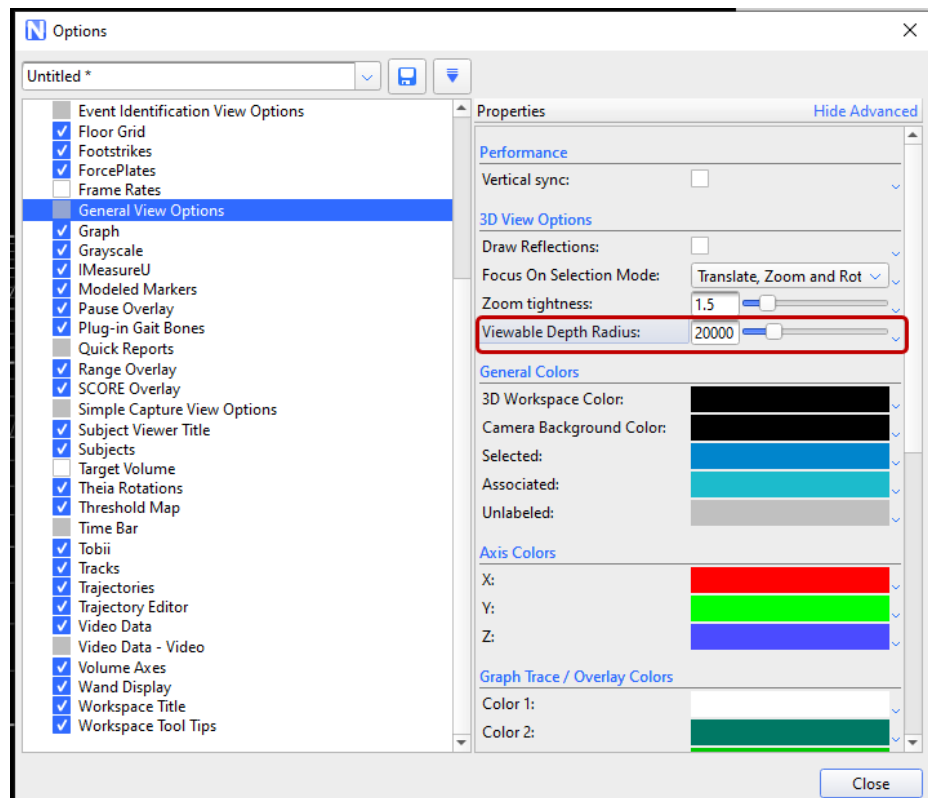 N Options
Untitled *
Event Identification View Options
Floor Grid
Footstrikes
ForcePlates
Frame Rates
General View Options
Graph
Grayscale
IMeasureU
Modeled Markers
Pause Overlay
Plug-in Gait Bones
Quick Reports
Range Overlay
SCORE Overlay
Simple Capture View Options
Subject Viewer Title
Subjects
Target Volume
Theia Rotations
Threshold Map
Time Bar
Tobii
Tracks
Trajectories
Trajectory Editor
Video Data
Video Data - Video
Volume Axes
Wand Display
Workspace Title
Workspace Tool Tips
Properties Hide Advanced
Performance
Vertical sync:
3D View Options
Draw Reflections:
Focus On Selection Mode: Translate, Zoom and Rot
Zoom tightness: 1.5
Viewable Depth Radius: 20000
General Colors
3D Workspace Color:
Camera Background Color:
Selected:
Associated:
Unlabeled:
Axis Colors
X:
Y:
Z:
Graph Trace / Overlay Colors
Color 1:
Color 2:
Close